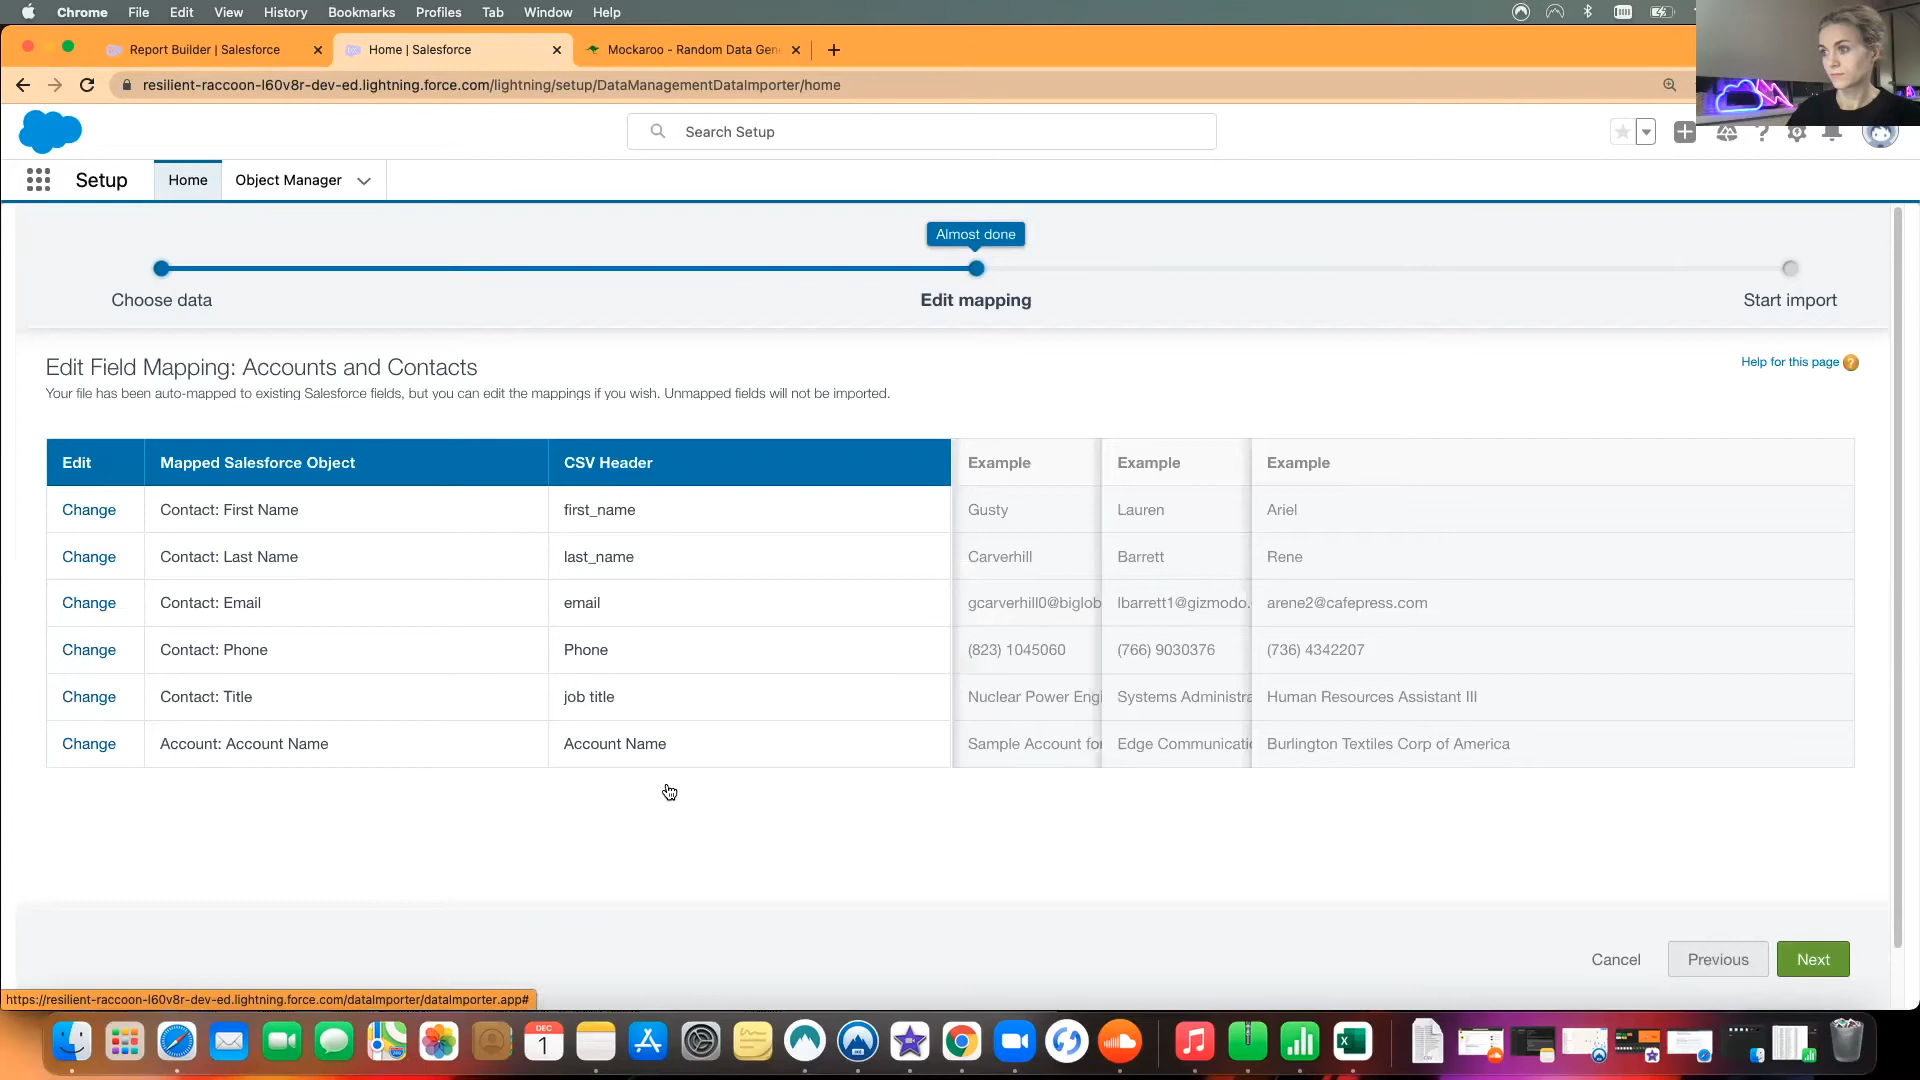 Chrome File Edit View History Bookmarks Profiles Tab Window Help
Report Builder | Salesforce
Home | Salesforce
Mockaroo - Random Data Gen
resilient-raccoon-l60v8r-dev-ed.lightning.force.com/lightning/setup/DataManagementDataImporter/home
Search Setup
Setup Home Object Manager
Almost done
Choose data Edit mapping Start import
Edit Field Mapping: Accounts and Contacts
Help for this page ?
Your file has been auto-mapped to existing Salesforce fields, but you can edit the mappings if you wish. Unmapped fields will not be imported.
Edit Mapped Salesforce Object CSV Header Example Example Example
Change Contact: First Name first_name Gusty Lauren Ariel
Change Contact: Last Name last_name Carverhill Barrett Rene
Change Contact: Email email gcarverhill0@biglob lbarrett1@gizmodo. arene2@cafepress.com
Change Contact: Phone Phone (823) 1045060 (766) 9030376 (736) 4342207
Change Contact: Title job title Nuclear Power Engi Systems Administra Human Resources Assistant III
Change Account: Account Name Account Name Sample Account for Edge Communicatio Burlington Textiles Corp of America
Cancel Previous Next
https://resilient-raccoon-l60v8r-dev-ed.lightning.force.com/dataImporter/dataImporter.app#
DEC
1